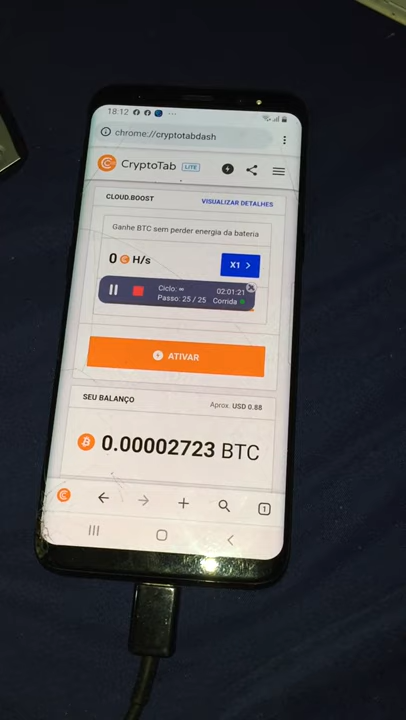 18:12
chrome://cryptotabdash
CryptoTab LITE
CLOUD.BOOST VISUALIZAR DETALHES
Ganhe BTC sem perder energia da bateria
0 H/s X1
Ciclo: ∞ 02:01:21
Passo: 25 / 25 Corrida
ATIVAR
SEU BALANÇO Aprox. USD 0.88
0.00002723 BTC
1